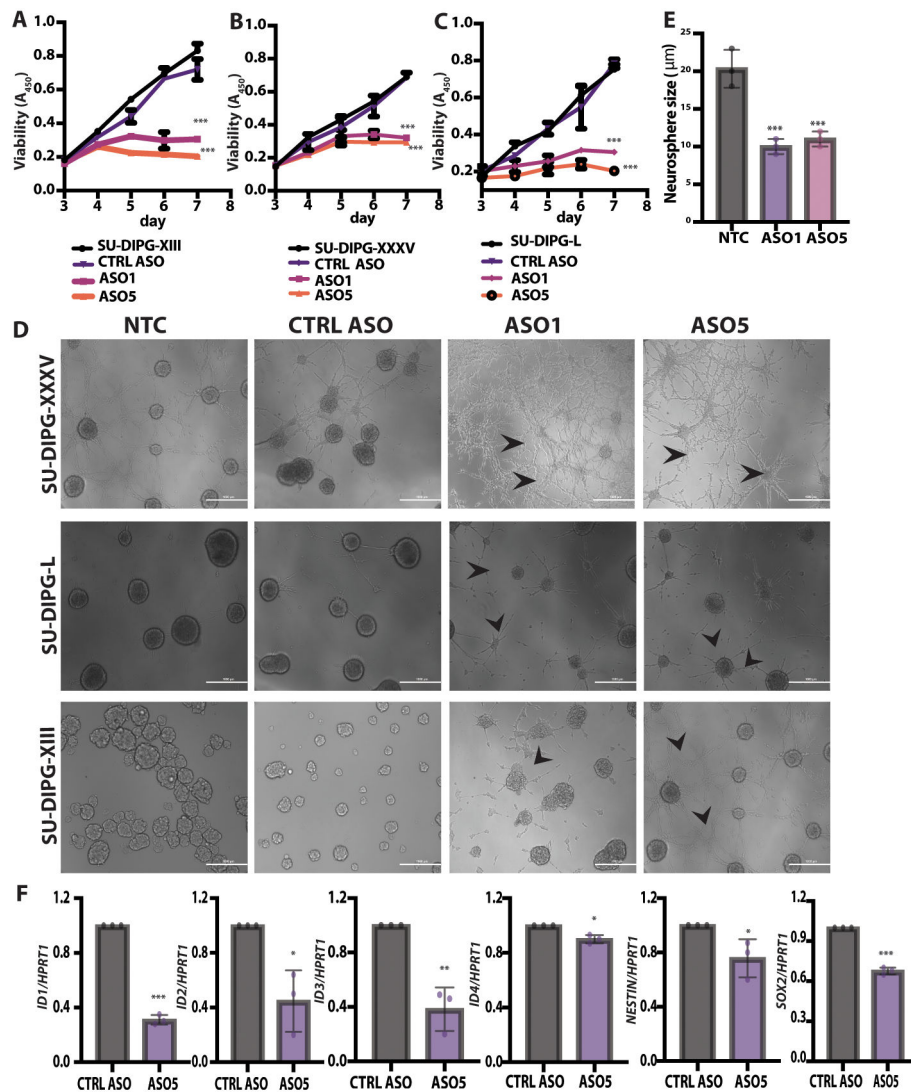 A
Viability (A450)
1.0
0.8
0.6
0.4
0.2
0.0
3 4 5 6 7 8
day
***
***
SU-DIPG-XIII
CTRL ASO
ASO1
ASO5
B
Viability (A450)
1.0
0.8
0.6
0.4
0.2
0.0
3 4 5 6 7 8
day
***
***
SU-DIPG-XXXV
CTRL ASO
ASO1
ASO5
C
Viability (A450)
1.0
0.8
0.6
0.4
0.2
3 4 5 6 7 8
day
***
***
SU-DIPG-L
CTRL ASO
ASO1
ASO5
E
Neurosphere size (μm)
25
20
15
10
5
0
*** ***
NTC ASO1 ASO5
D
NTC CTRL ASO ASO1 ASO5
SU-DIPG-XXXV
SU-DIPG-L
SU-DIPG-XIII
F
ID1/HPRT1
1.2
0.8
0.4
0.0
***
CTRL ASO ASO5
ID2/HPRT1
1.2
0.8
0.4
0.0
*
CTRL ASO ASO5
ID3/HPRT1
1.2
0.8
0.4
0.0
**
CTRL ASO ASO5
ID4/HPRT1
1.2
0.8
0.4
0.0
*
CTRL ASO ASO5
NESTIN/HPRT1
1.2
0.8
0.4
0.0
*
CTRL ASO ASO5
SOX2/HPRT1
1.2
0.9
0.6
0.3
0.0
***
CTRL ASO ASO5